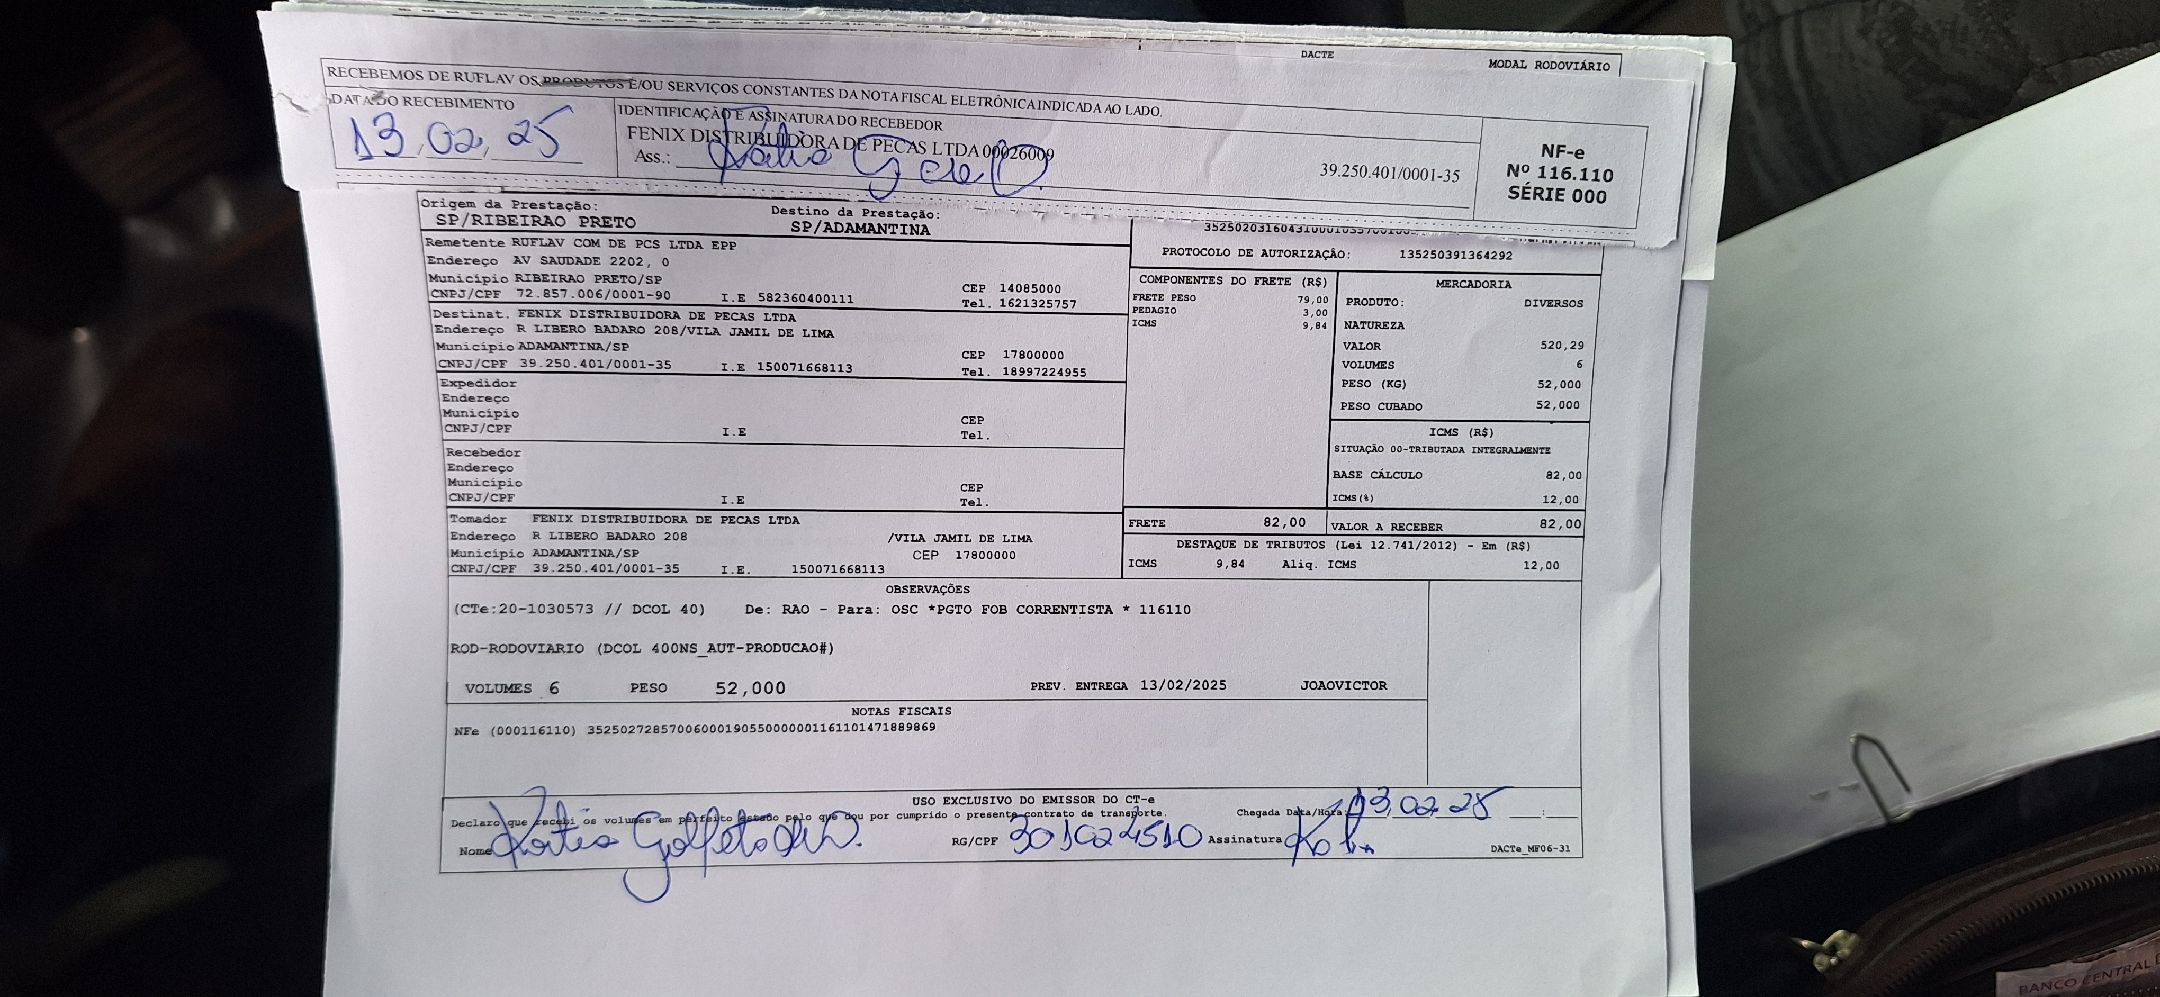 DACTE
MODAL RODOVIÁRIO
RECEBEMOS DE RUFLAV OS PRODUTOS E/OU SERVIÇOS CONSTANTES DA NOTA FISCAL ELETRÔNICA INDICADA AO LADO.
DATA DO RECEBIMENTO
13,02,25
IDENTIFICAÇÃO E ASSINATURA DO RECEBEDOR
FENIX DISTRIBUIDORA DE PECAS LTDA 00026009
Ass.:
39.250.401/0001-35
NF-e
Nº 116.110
SÉRIE 000
Origem da Prestação:
SP/RIBEIRAO PRETO
Destino da Prestação:
SP/ADAMANTINA
PROTOCOLO DE AUTORIZAÇÃO: 135250391364292
Remetente RUFLAV COM DE PCS LTDA EPP
Endereço AV SAUDADE 2202, 0
Município RIBEIRAO PRETO/SP CEP 14085000
CNPJ/CPF 72.857.006/0001-90 I.E 582360400111 Tel. 1621325757
Destinat. FENIX DISTRIBUIDORA DE PECAS LTDA
Endereço R LIBERO BADARO 208/VILA JAMIL DE LIMA
Município ADAMANTINA/SP CEP 17800000
CNPJ/CPF 39.250.401/0001-35 I.E 150071668113 Tel. 18997224955
Expedidor
Endereço
Município CEP
CNPJ/CPF I.E Tel.
Recebedor
Endereço
Município CEP
CNPJ/CPF I.E Tel.
Tomador FENIX DISTRIBUIDORA DE PECAS LTDA
Endereço R LIBERO BADARO 208 /VILA JAMIL DE LIMA
Município ADAMANTINA/SP CEP 17800000
CNPJ/CPF 39.250.401/0001-35 I.E. 150071668113
COMPONENTES DO FRETE (R$)
FRETE PESO 79,00
PEDAGIO 3,00
ICMS 9,84
MERCADORIA
PRODUTO: DIVERSOS
NATUREZA
VALOR 520,29
VOLUMES 6
PESO (KG) 52,000
PESO CUBADO 52,000
ICMS (R$)
SITUAÇÃO 00-TRIBUTADA INTEGRALMENTE
BASE CÁLCULO 82,00
ICMS(%) 12,00
FRETE 82,00 VALOR A RECEBER 82,00
DESTAQUE DE TRIBUTOS (Lei 12.741/2012) - Em (R$)
ICMS 9,84 Aliq. ICMS 12,00
OBSERVAÇÕES
(CTe:20-1030573 // DCOL 40) De: RAO - Para: OSC *PGTO FOB CORRENTISTA * 116110
ROD-RODOVIARIO (DCOL 400NS_AUT-PRODUCAO#)
VOLUMES 6 PESO 52,000 PREV. ENTREGA 13/02/2025 JOAOVICTOR
NOTAS FISCAIS
NFe (000116110) 35250272857006000190550000001161101471889869
USO EXCLUSIVO DO EMISSOR DO CT-e
Declaro que recebi os volumes em perfeito estado pelo que dou por cumprido o presente contrato de transporte. Chegada Data/Hora 13,02,25 :
Nome Katia RG/CPF 301024510 Assinatura
DACTe_MF06-31
BANCO CENTRAL